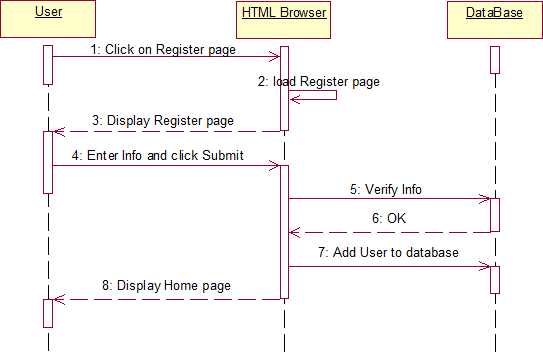 User
HTML Browser
DataBase
1: Click on Register page
2: load Register page
3: Display Register page
4: Enter Info and click Submit
5: Verify Info
6: OK
7: Add User to database
8: Display Home page